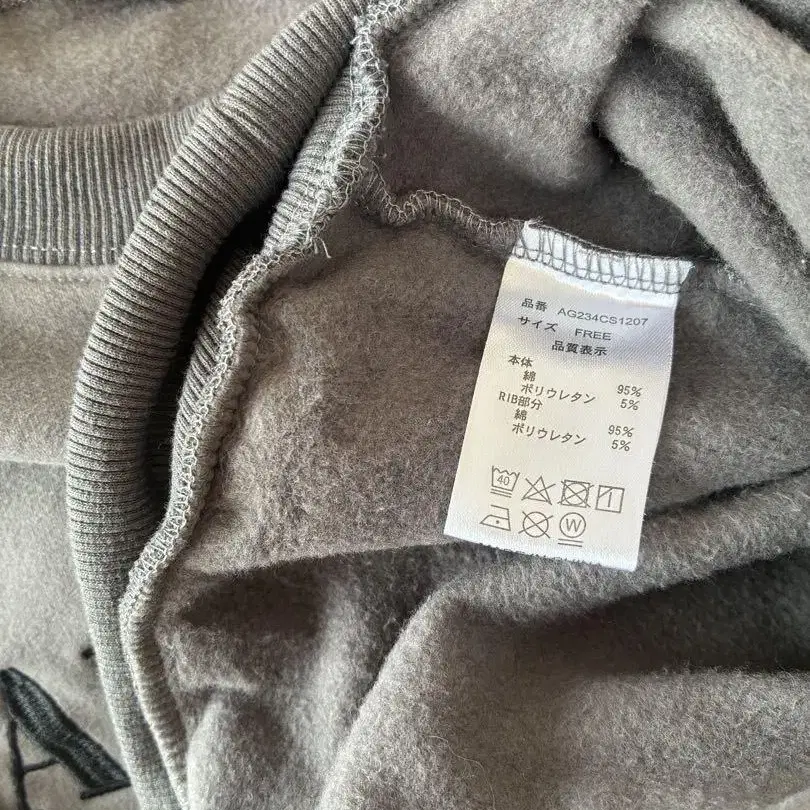 品番 AG234CS1207
サイズ FREE
品質表示
本体
綿 95%
ポリウレタン 5%
RIB部分
綿 95%
ポリウレタン 5%
40
W
A